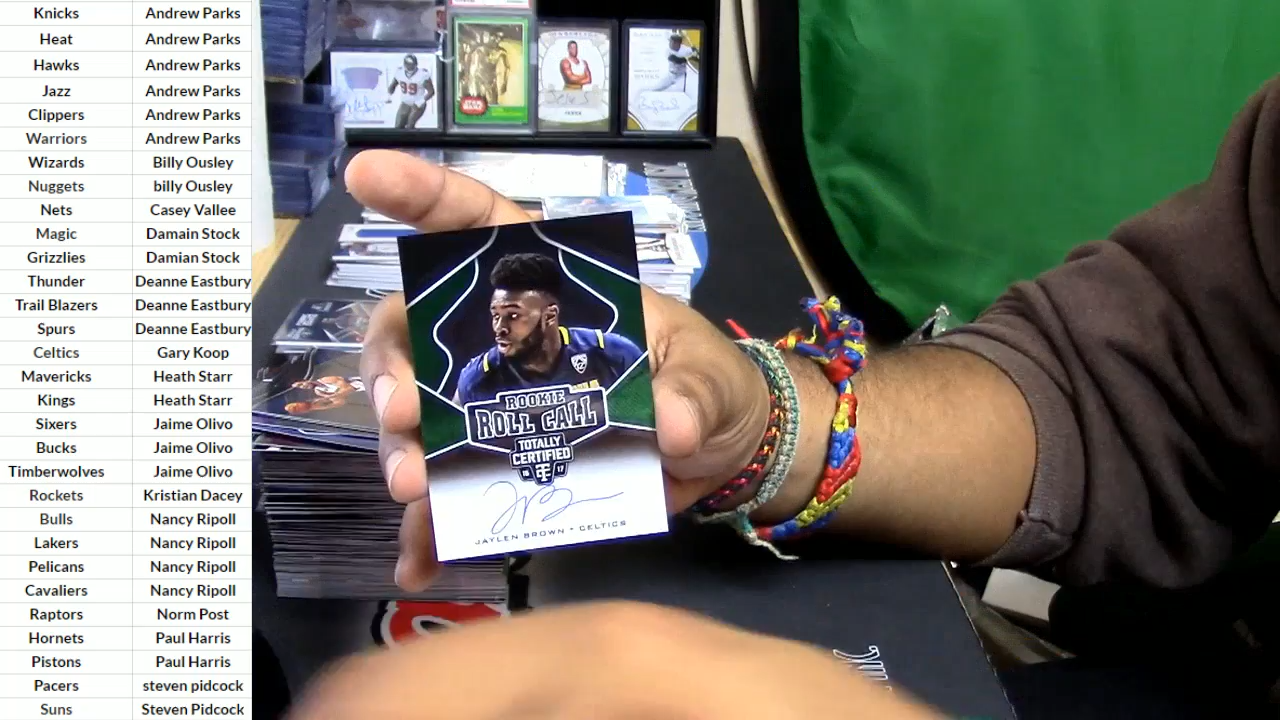 Knicks Andrew Parks
Heat Andrew Parks
Hawks Andrew Parks
Jazz Andrew Parks
Clippers Andrew Parks
Warriors Andrew Parks
Wizards Billy Ousley
Nuggets billy Ousley
Nets Casey Vallee
Magic Damain Stock
Grizzlies Damian Stock
Thunder Deanne Eastbury
Trail Blazers Deanne Eastbury
Spurs Deanne Eastbury
Celtics Gary Koop
Mavericks Heath Starr
Kings Heath Starr
Sixers Jaime Olivo
Bucks Jaime Olivo
Timberwolves Jaime Olivo
Rockets Kristian Dacey
Bulls Nancy Ripoll
Lakers Nancy Ripoll
Pelicans Nancy Ripoll
Cavaliers Nancy Ripoll
Raptors Norm Post
Hornets Paul Harris
Pistons Paul Harris
Pacers steven pidcock
Suns Steven Pidcock
99
STAR
WARS
ROOKIE
ROLL CALL
TOTALLY
CERTIFIED
16 17
JAYLEN BROWN • CELTICS